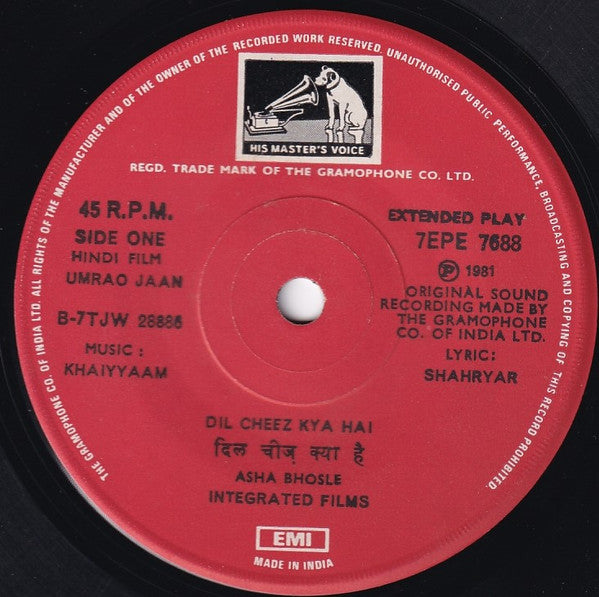 THE GRAMOPHONE CO. OF INDIA LTD. ALL RIGHTS OF THE MANUFACTURER AND OF THE OWNER OF THE RECORDED WORK RESERVED. UNAUTHORISED PUBLIC PERFORMANCE, BROADCASTING AND COPYING OF THIS RECORD PROHIBITED.
HIS MASTER'S VOICE
REGD. TRADE MARK OF THE GRAMOPHONE CO. LTD.
45 R.P.M.
SIDE ONE
HINDI FILM
UMRAO JAAN
B-7TJW 28886
MUSIC :
KHAIYYAAM
EXTENDED PLAY
7EPE 7688
℗ 1981
ORIGINAL SOUND
RECORDING MADE BY
THE GRAMOPHONE
CO. OF INDIA LTD.
LYRIC:
SHAHRYAR
DIL CHEEZ KYA HAI
दिल चीज़ क्या है
ASHA BHOSLE
INTEGRATED FILMS
EMI
MADE IN INDIA